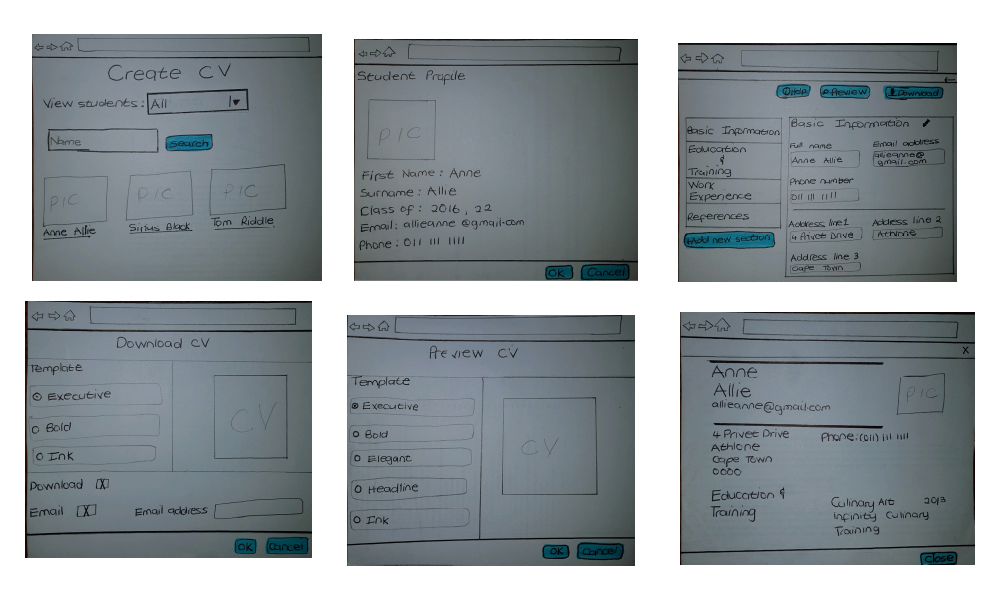 Create CV
View students: All
Name
search
PIC
PIC
PIC
Anne Allie
Sirius Black
Tom Riddle
Student Profile
PIC
First Name: Anne
Surname: Allie
Class of: 2016, 22
Email: allieanne@gmail.com
Phone: 011 111 1111
OK
Cancel
Help
Preview
Download
Basic Information
Education
&
Training
Work
Experience
References
+Add new section
Basic Information
Full name
Email address
Anne Allie
allieanne@
gmail.com
Phone number
011 111 1111
Address line1
Address line 2
4 Privet Drive
Athlone
Address line 3
Cape Town
Download CV
Template
Executive
Bold
Ink
CV
Download X
Email X
Email address
OK
Cancel
Preview CV
Template
Executive
Bold
Elegant
Headline
Ink
CV
OK
Cancel
X
Anne
Allie
allieanne@gmail.com
PIC
4 Privet Drive
Phone:(011) 111 1111
Athlone
Cape Town
0000
Education &
Training
Culinary Art 2013
Infinity Culinary
Training
Close